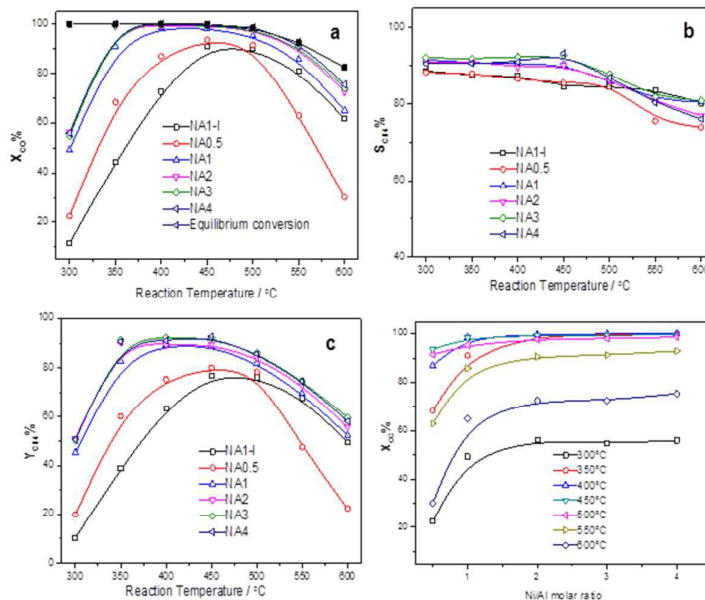 a
X_CO%
100
80
60
40
20
NA1-I
NA0.5
NA1
NA2
NA3
NA4
Equilibrium conversion
300 350 400 450 500 550 600
Reaction Temperature / °C
b
S_CH4%
100
80
60
40
NA1-I
NA0.5
NA1
NA2
NA3
NA4
300 350 400 450 500 550 600
Reaction Temperature / °C
c
Y_CH4%
100
80
60
40
20
0
NA1-I
NA0.5
NA1
NA2
NA3
NA4
300 350 400 450 500 550 600
Reaction Temperature / °C
X_CO%
100
80
60
40
20
300°C
350°C
400°C
450°C
500°C
550°C
600°C
1 2 3 4
Ni/Al molar ratio